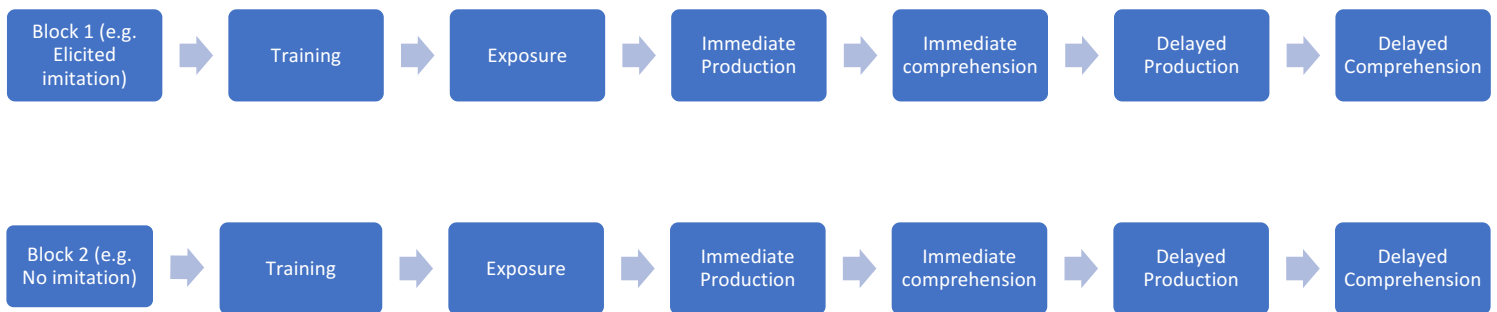 Block 1 (e.g.
Elicited
imitation)
Training
Exposure
Immediate
Production
Immediate
comprehension
Delayed
Production
Delayed
Comprehension
Block 2 (e.g.
No imitation)
Training
Exposure
Immediate
Production
Immediate
comprehension
Delayed
Production
Delayed
Comprehension